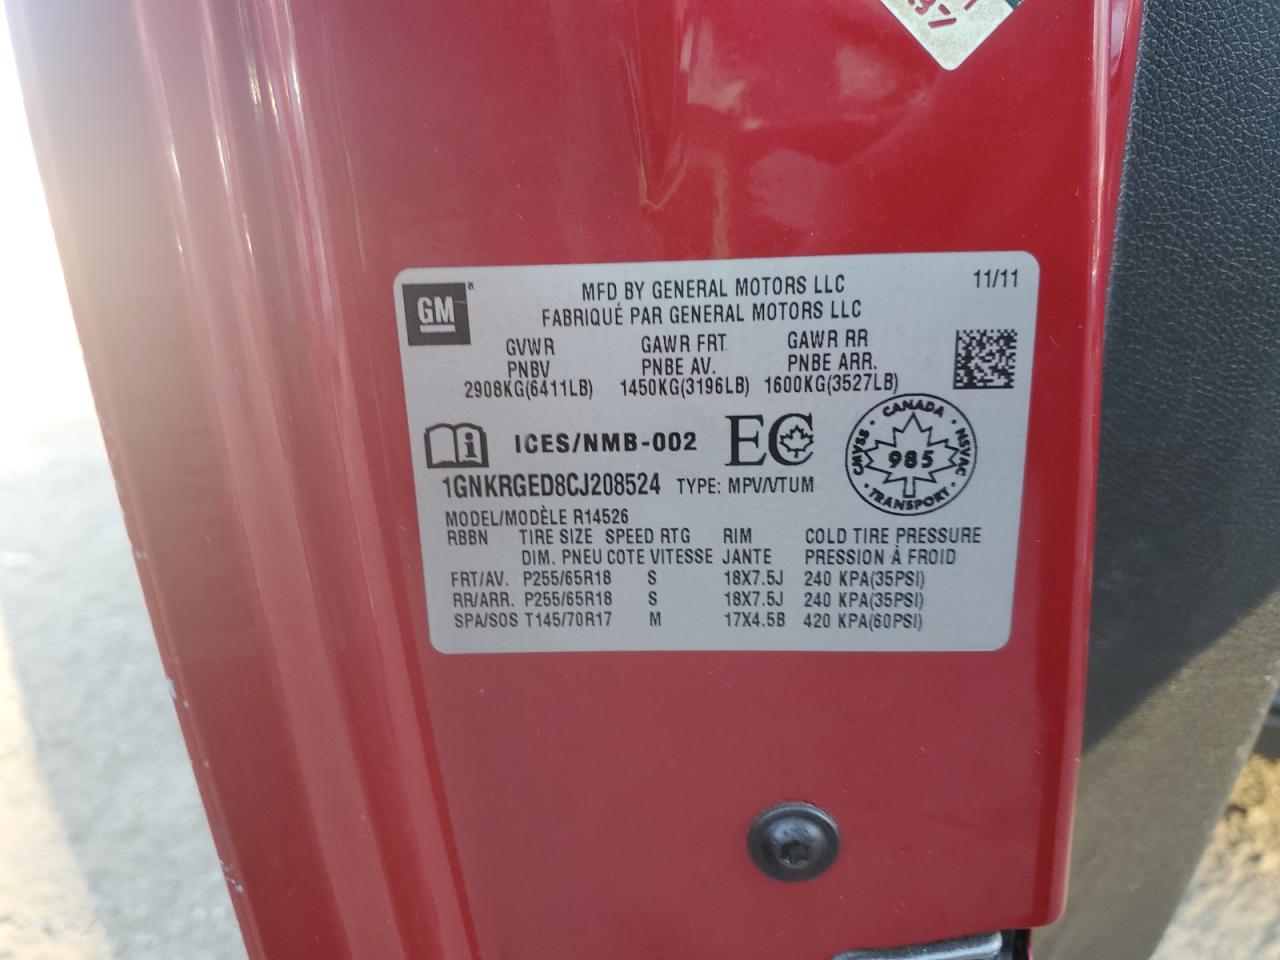 37
GM
MFD BY GENERAL MOTORS LLC
11/11
FABRIQUÉ PAR GENERAL MOTORS LLC
GVWR GAWR FRT GAWR RR
PNBV PNBE AV. PNBE ARR.
2908KG(6411LB) 1450KG(3196LB) 1600KG(3527LB)
i ICES/NMB-002 EC
CANADA
CMVSS 985 NSVAC
TRANSPORT
1GNKRGED8CJ208524 TYPE: MPV/VTUM
MODEL/MODÈLE R14526
RBBN TIRE SIZE SPEED RTG RIM COLD TIRE PRESSURE
DIM. PNEU COTE VITESSE JANTE PRESSION À FROID
FRT/AV. P255/65R18 S 18X7.5J 240 KPA(35PSI)
RR/ARR. P255/65R18 S 18X7.5J 240 KPA(35PSI)
SPA/SOS T145/70R17 M 17X4.5B 420 KPA(60PSI)